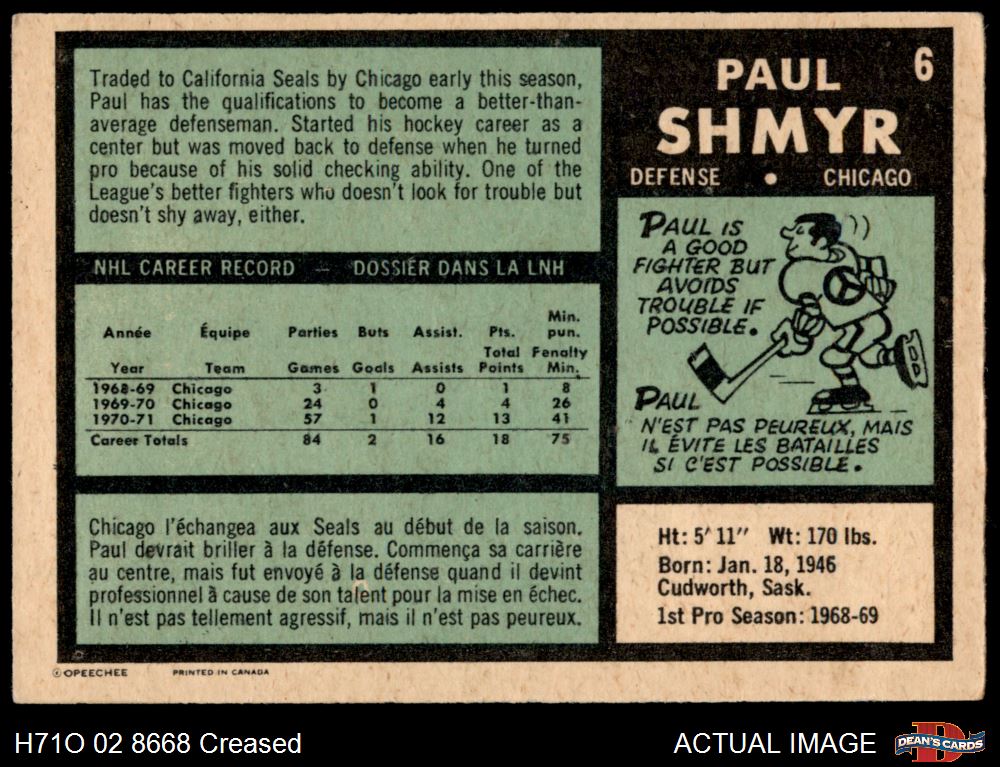 Traded to California Seals by Chicago early this season,
Paul has the qualifications to become a better-than-
average defenseman. Started his hockey career as a
center but was moved back to defense when he turned
pro because of his solid checking ability. One of the
League's better fighters who doesn't look for trouble but
doesn't shy away, either.
NHL CAREER RECORD — DOSSIER DANS LA LNH
Année Équipe Parties Buts Assist. Pts. Min. pun.
Year Team Games Goals Assists Total Points Penalty Min.
1968-69 Chicago 3 1 0 1 8
1969-70 Chicago 24 0 4 4 26
1970-71 Chicago 57 1 12 13 41
Career Totals 84 2 16 18 75
Chicago l'échangea aux Seals au début de la saison.
Paul devrait briller à la défense. Commença sa carrière
au centre, mais fut envoyé à la défense quand il devint
professionnel à cause de son talent pour la mise en échec.
Il n'est pas tellement agressif, mais il n'est pas peureux.
6
PAUL
SHMYR
DEFENSE • CHICAGO
PAUL IS
A GOOD
FIGHTER BUT
AVOIDS
TROUBLE IF
POSSIBLE.
PAUL
N'EST PAS PEUREUX, MAIS
IL ÉVITE LES BATAILLES
SI C'EST POSSIBLE.
Ht: 5' 11" Wt: 170 lbs.
Born: Jan. 18, 1946
Cudworth, Sask.
1st Pro Season: 1968-69
© OPEECHEE PRINTED IN CANADA
H71O 02 8668 Creased
ACTUAL IMAGE
D
DEAN'S CARDS